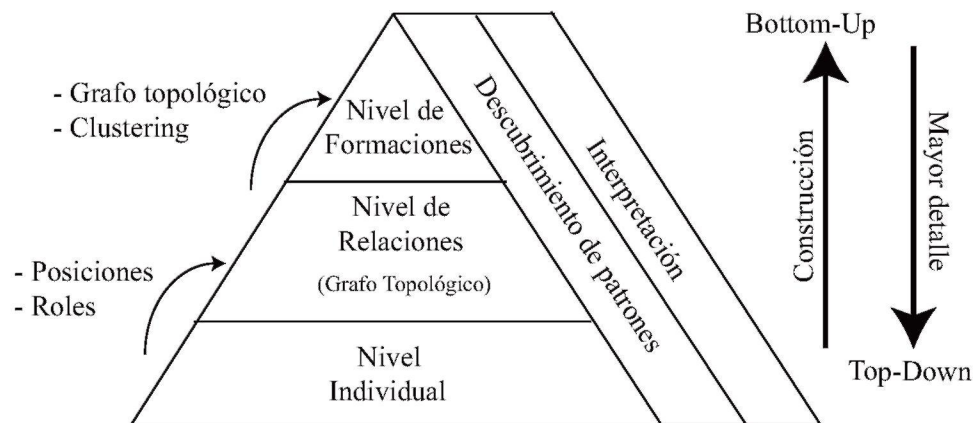 Bottom-Up
- Grafo topológico
- Clustering
Nivel de
Formaciones
Descubrimiento de patrones
Interpretación
Construcción
Mayor detalle
Nivel de
Relaciones
(Grafo Topológico)
- Posiciones
- Roles
Nivel
Individual
Top-Down